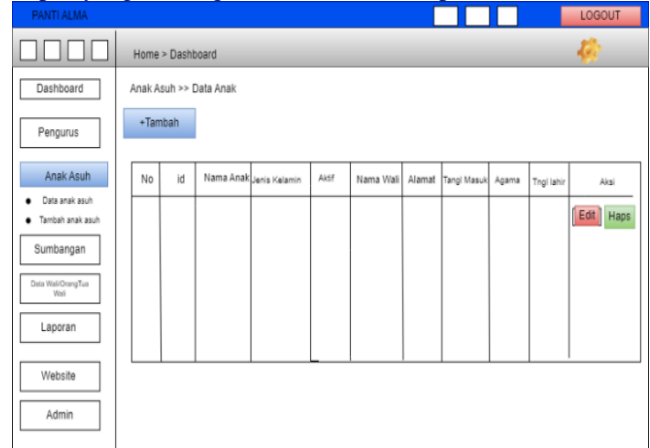 PANTI ALMA
LOGOUT
Home > Dashboard
Dashboard
Pengurus
Anak Asuh
Data anak asuh
Tambah anak asuh
Sumbangan
Data Wali/OrangTua
Wali
Laporan
Website
Admin
Anak Asuh >> Data Anak
+Tambah
No id Nama Anak Jenis Kelamin Aktif Nama Wali Alamat Tangl Masuk Agama Tngl lahir Aksi
Edit Haps